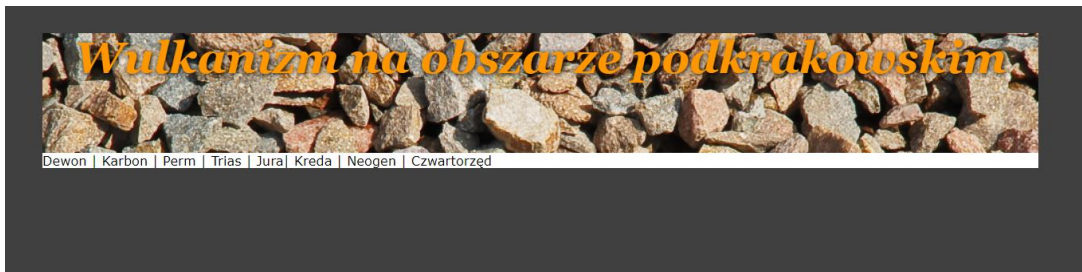 Wulkanizm na obszarze podkrakowskim
Dewon | Karbon | Perm | Trias | Jura| Kreda | Neogen | Czwartorzęd